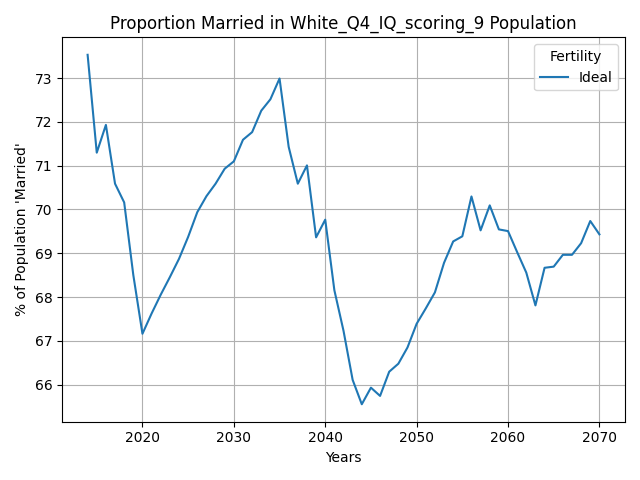 Proportion Married in White_Q4_IQ_scoring_9 Population
Fertility
Ideal
% of Population 'Married'
73
72
71
70
69
68
67
66
2020 2030 2040 2050 2060 2070
Years